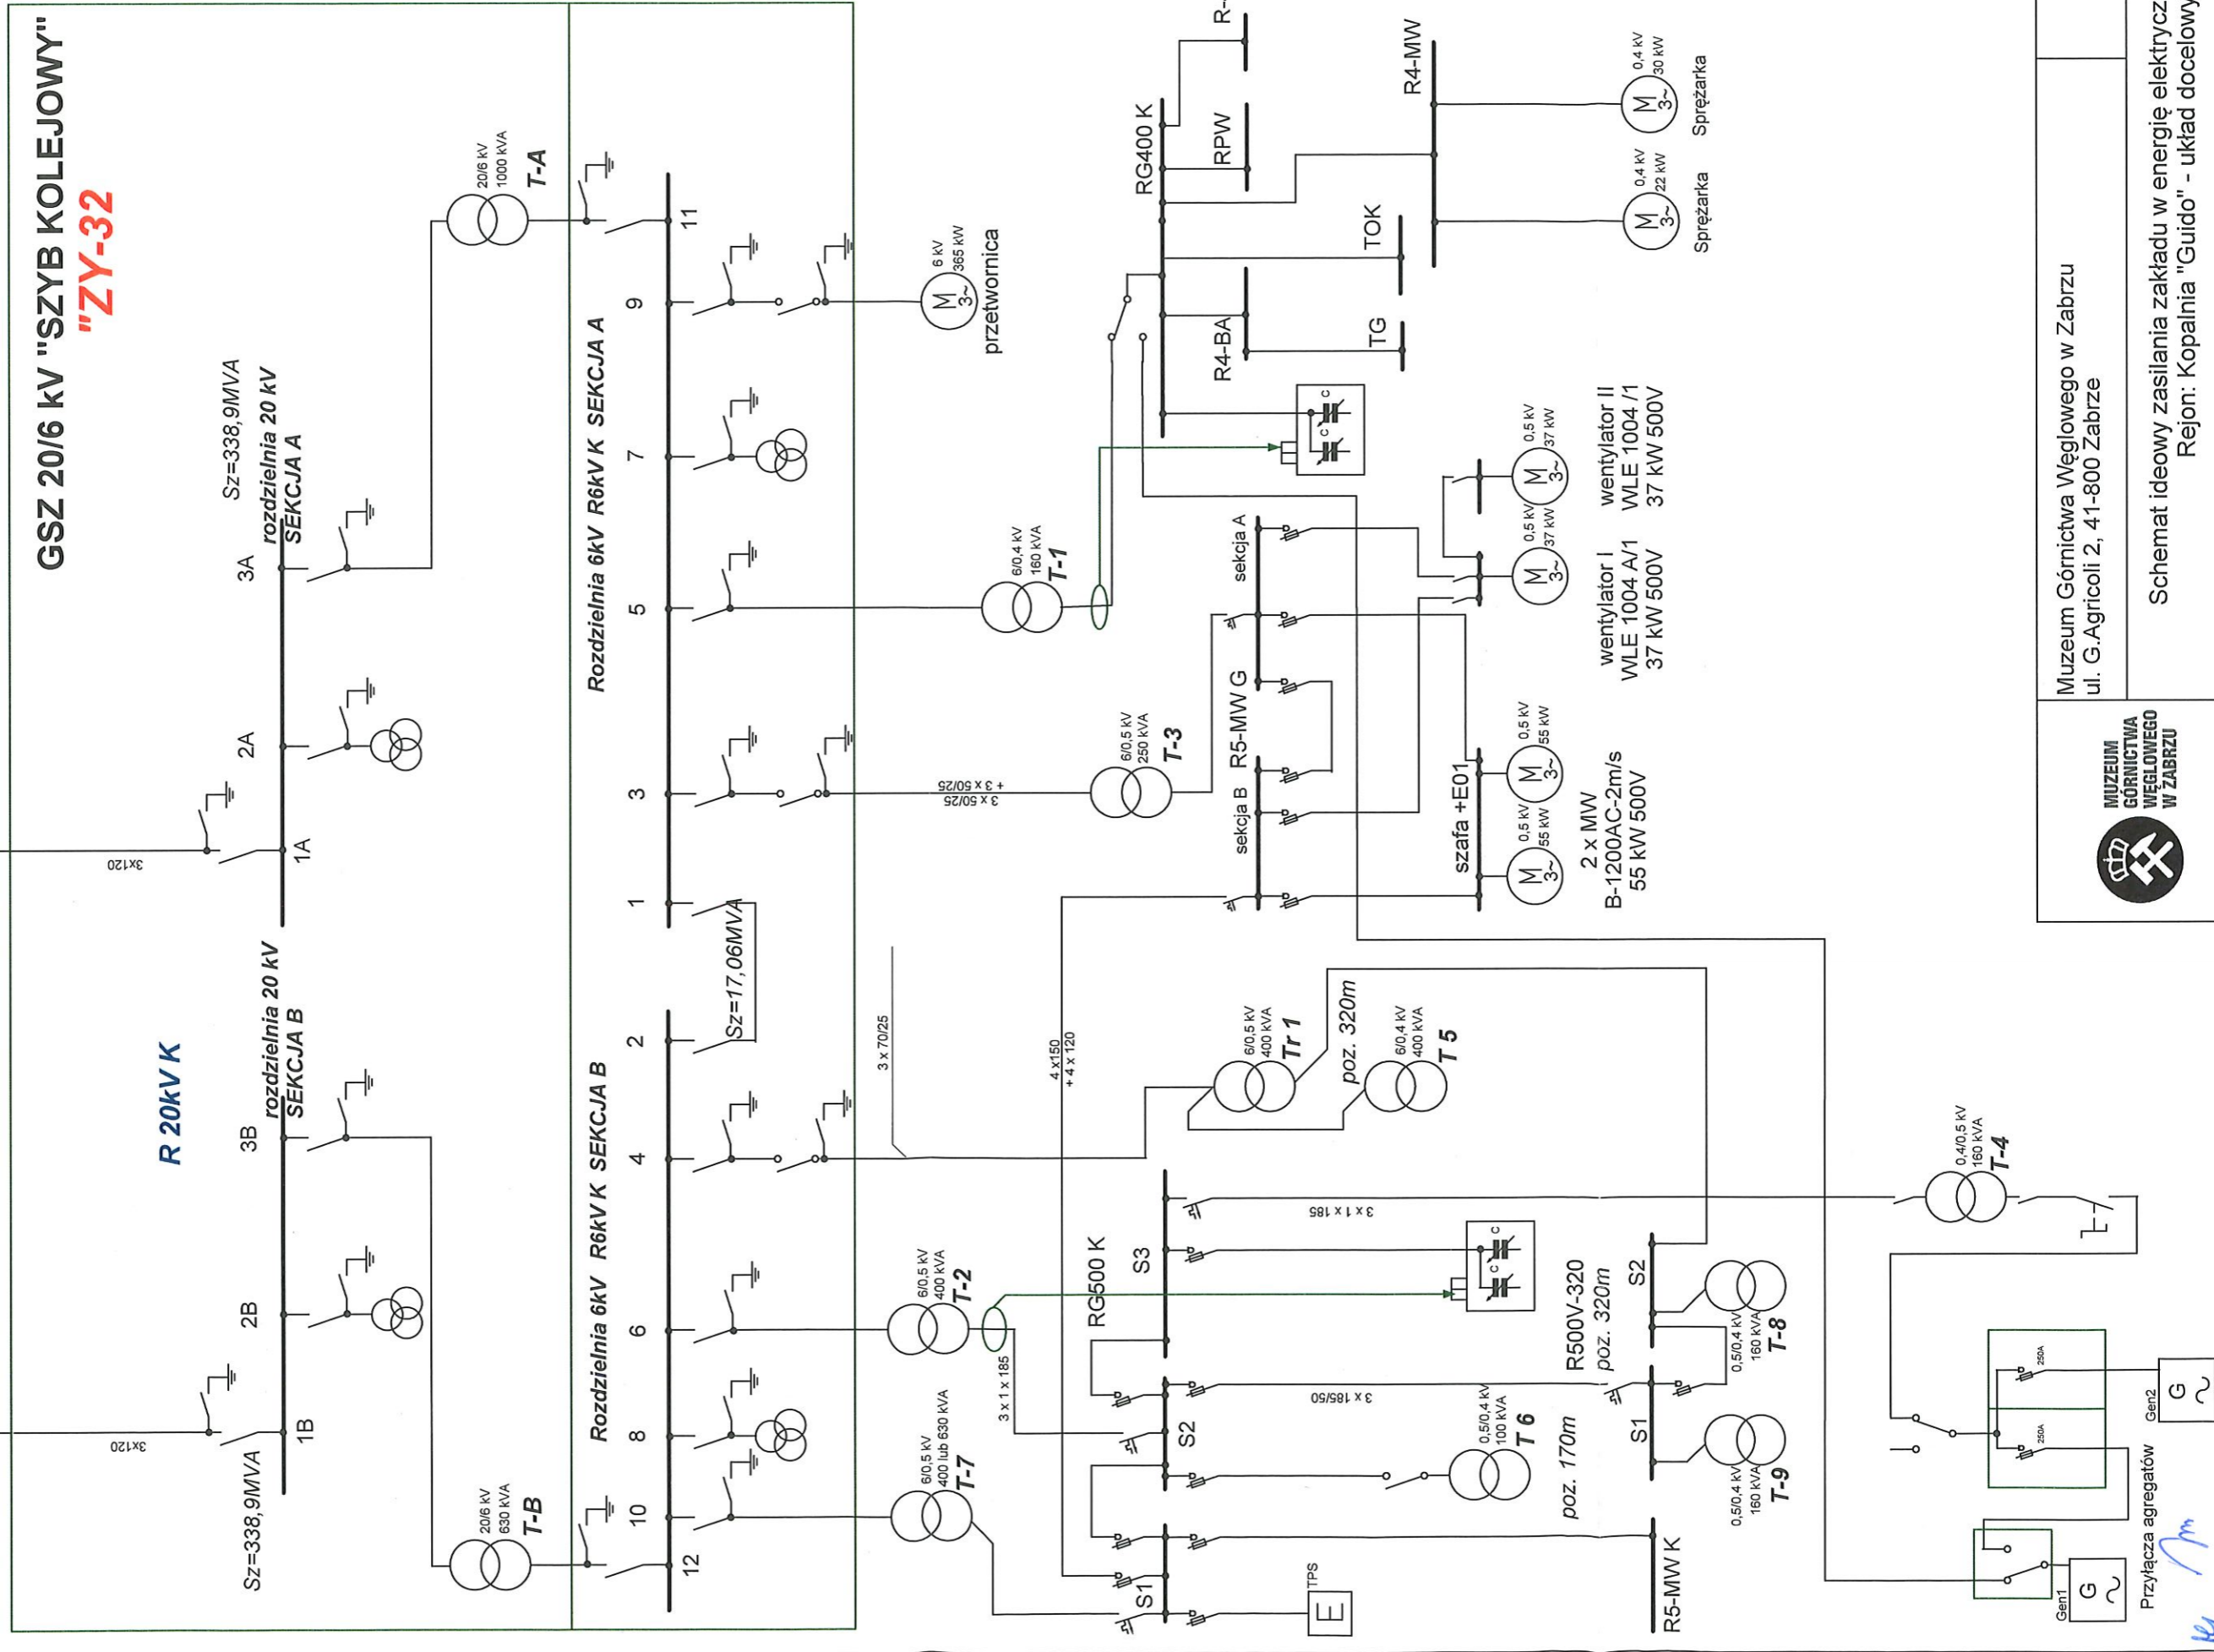 GSZ 20/6 kV "SZYB KOLEJOWY"
"ZY-32
R 20kV K
3x120
3x120
Sz=338,9MVA
1B
2B
3B
rozdzielnia 20 kV
SEKCJA B
1A
2A
3A
Sz=338,9MVA
rozdzielnia 20 kV
SEKCJA A
20/6 kV
630 kVA
T-B
20/6 kV
1000 kVA
T-A
Rozdzielnia 6kV R6kV K SEKCJA B
Rozdzielnia 6kV R6kV K SEKCJA A
12
10
8
6
4
2
1
3
5
7
9
11
Sz=17,06MVA
3 x 70/25
3 x 50/25
+ 3 x 50/25
M
3~
6 kV
365 kW
przetwornica
6/0,5 kV
400 lub 630 kVA
T-7
6/0,5 kV
400 kVA
T-2
3 x 1 x 185
4 x150
+ 4 x 120
6/0,5 kV
400 kVA
Tr 1
poz. 320m
6/0,4 kV
400 kVA
T 5
6/0,5 kV
250 kVA
T-3
6/0,4 kV
160 kVA
T-1
RG400 K
R-
RPW
R4-MW
R4-BA
TOK
TG
C
C
M
3~
0,4 kV
22 kW
Sprężarka
M
3~
0,4 kV
30 kW
Sprężarka
sekcja B
R5-MW G
sekcja A
szafa +E01
M
3~
0,5 kV
55 kW
M
3~
0.5 kV
55 kW
2 x MW
B-1200AC-2m/s
55 kW 500V
M
3~
0,5 kV
37 kW
M
3~
0,5 kV
37 kW
wentylator I
WLE 1004 A/1
37 kW 500V
wentylator II
WLE 1004 /1
37 kW 500V
RG500 K
S1
S2
S3
3 x 1 x 185
3 x 185/50
C
C
E
TPS
0,5/0,4 kV
100 kVA
T 6
poz. 170m
R500V-320
poz. 320m
S1
S2
0,5/0,4 kV
160 kVA
T-9
0,5/0,4 kV
160 kVA
T-8
R5-MW K
0,4/0,5 kV
160 kVA
T-4
250A
250A
Gen1
G
Gen2
G
Przyłącza agregatów
MUZEUM
GÓRNICTWA
WĘGLOWEGO
W ZABRZU
Muzeum Górnictwa Węglowego w Zabrzu
ul. G.Agricoli 2, 41-800 Zabrze
Schemat ideowy zasilania zakładu w energię elektrycz
Rejon: Kopalnia "Guido" - układ docelowy